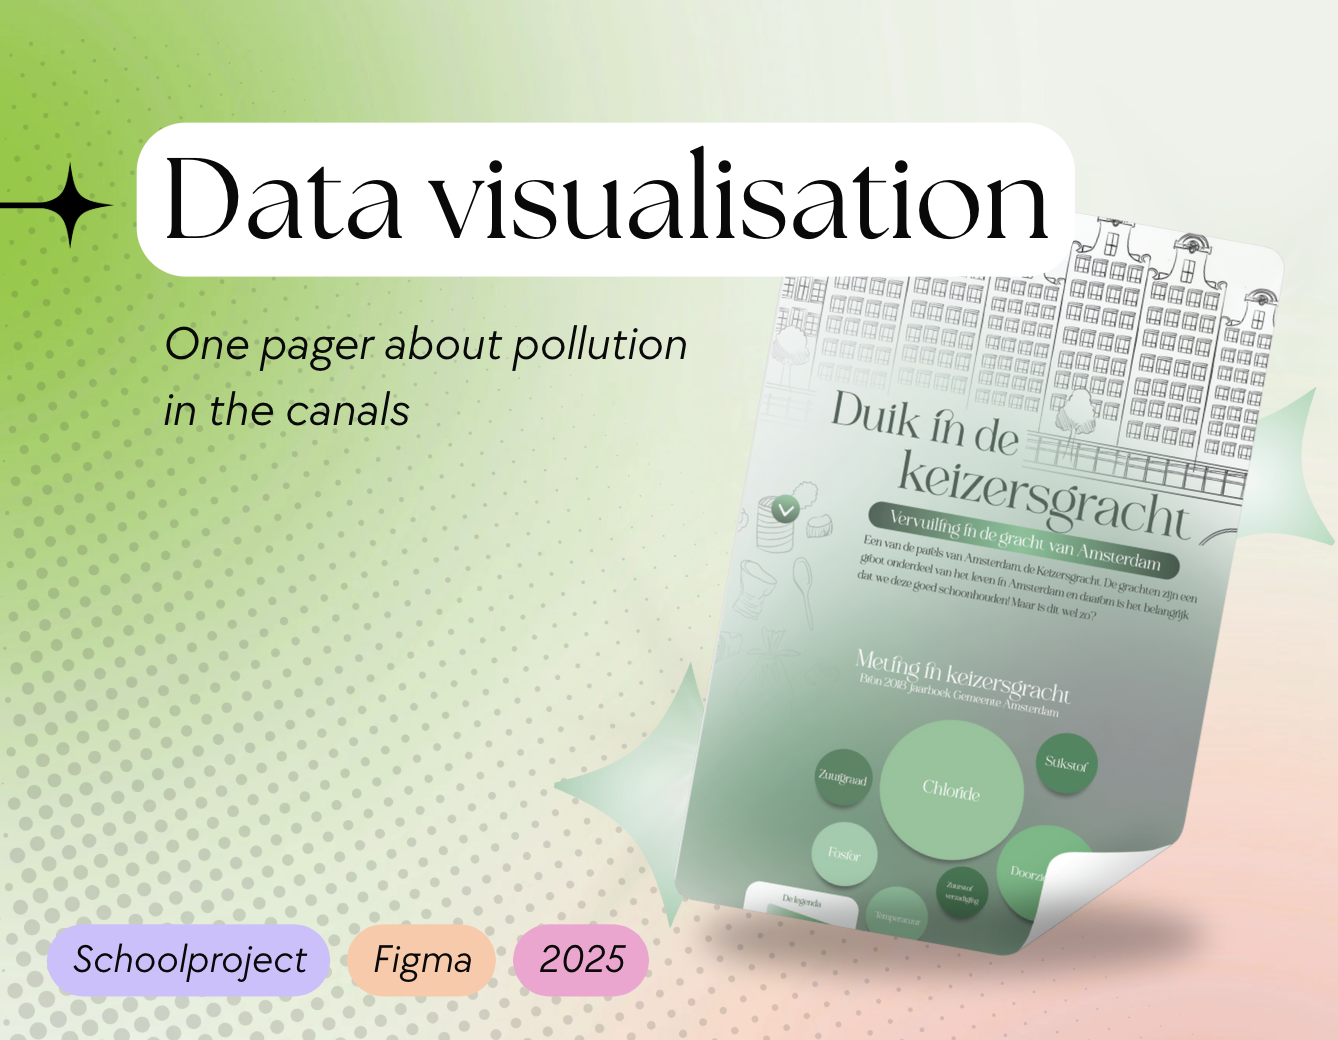 Data visualisation
One pager about pollution
in the canals
Duik in de
keizersgracht
Vervuiling in de gracht van Amsterdam
Een van de parels van Amsterdam, de Keizersgracht. De grachten zijn een
groot onderdeel van het leven in Amsterdam en daarom is het belangrijk
dat we deze goed schoonhouden! Maar is dit wel zo?
Meting in keizersgracht
Bron 2018 Jaarboek Gemeente Amsterdam
Zuurgraad
Chloride
Stikstof
Fosfor
Zuurstof
verzadiging
Temperatuur
De legenda
Schoolproject
Figma
2025